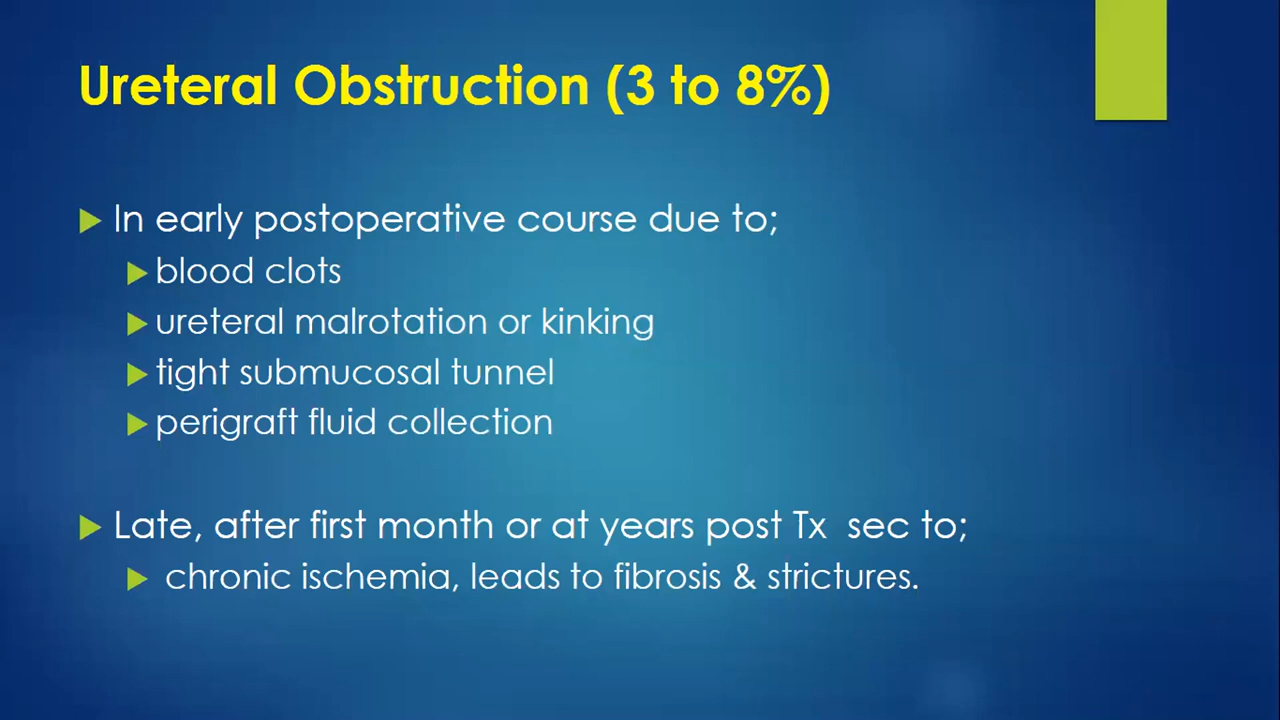 Ureteral Obstruction (3 to 8%)
In early postoperative course due to;
blood clots
ureteral malrotation or kinking
tight submucosal tunnel
perigraft fluid collection
Late, after first month or at years post Tx  sec to;
chronic ischemia, leads to fibrosis & strictures.